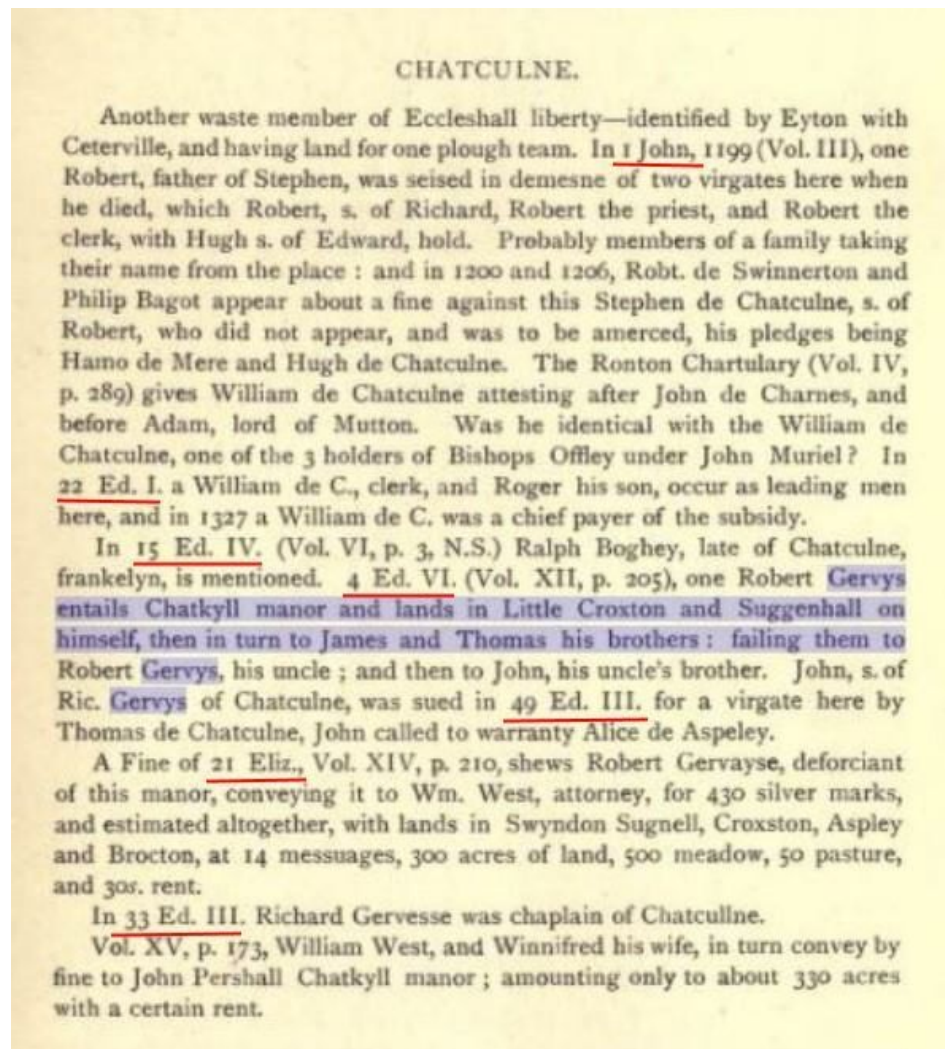 CHATCULNE.
Another waste member of Eccleshall liberty—identified by Eyton with
Ceterville, and having land for one plough team. In 1 John, 1199 (Vol. III), one
Robert, father of Stephen, was seised in demesne of two virgates here when
he died, which Robert, s. of Richard, Robert the priest, and Robert the
clerk, with Hugh s. of Edward, hold. Probably members of a family taking
their name from the place : and in 1200 and 1206, Robt. de Swinnerton and
Philip Bagot appear about a fine against this Stephen de Chatculne, s. of
Robert, who did not appear, and was to be amerced, his pledges being
Hamo de Mere and Hugh de Chatculne. The Ronton Chartulary (Vol. IV,
p. 289) gives William de Chatculne attesting after John de Charnes, and
before Adam, lord of Mutton. Was he identical with the William de
Chatculne, one of the 3 holders of Bishops Offley under John Muriel? In
22 Ed. I. a William de C., clerk, and Roger his son, occur as leading men
here, and in 1327 a William de C. was a chief payer of the subsidy.
In 15 Ed. IV. (Vol. VI, p. 3, N.S.) Ralph Boghey, late of Chatculne,
frankelyn, is mentioned. 4 Ed. VI. (Vol. XII, p. 205), one Robert Gervys
entails Chatkyll manor and lands in Little Croxton and Suggenhall on
himself, then in turn to James and Thomas his brothers : failing them to
Robert Gervys, his uncle ; and then to John, his uncle's brother. John, s. of
Ric. Gervys of Chatculne, was sued in 49 Ed. III. for a virgate here by
Thomas de Chatculne, John called to warranty Alice de Aspeley.
A Fine of 21 Eliz., Vol. XIV, p. 210, shews Robert Gervayse, deforciant
of this manor, conveying it to Wm. West, attorney, for 430 silver marks,
and estimated altogether, with lands in Swyndon Sugnell, Croxston, Aspley
and Brocton, at 14 messuages, 300 acres of land, 500 meadow, 50 pasture,
and 30s. rent.
In 33 Ed. III. Richard Gervesse was chaplain of Chatcullne.
Vol. XV, p. 173, William West, and Winnifred his wife, in turn convey by
fine to John Pershall Chatkyll manor ; amounting only to about 330 acres
with a certain rent.